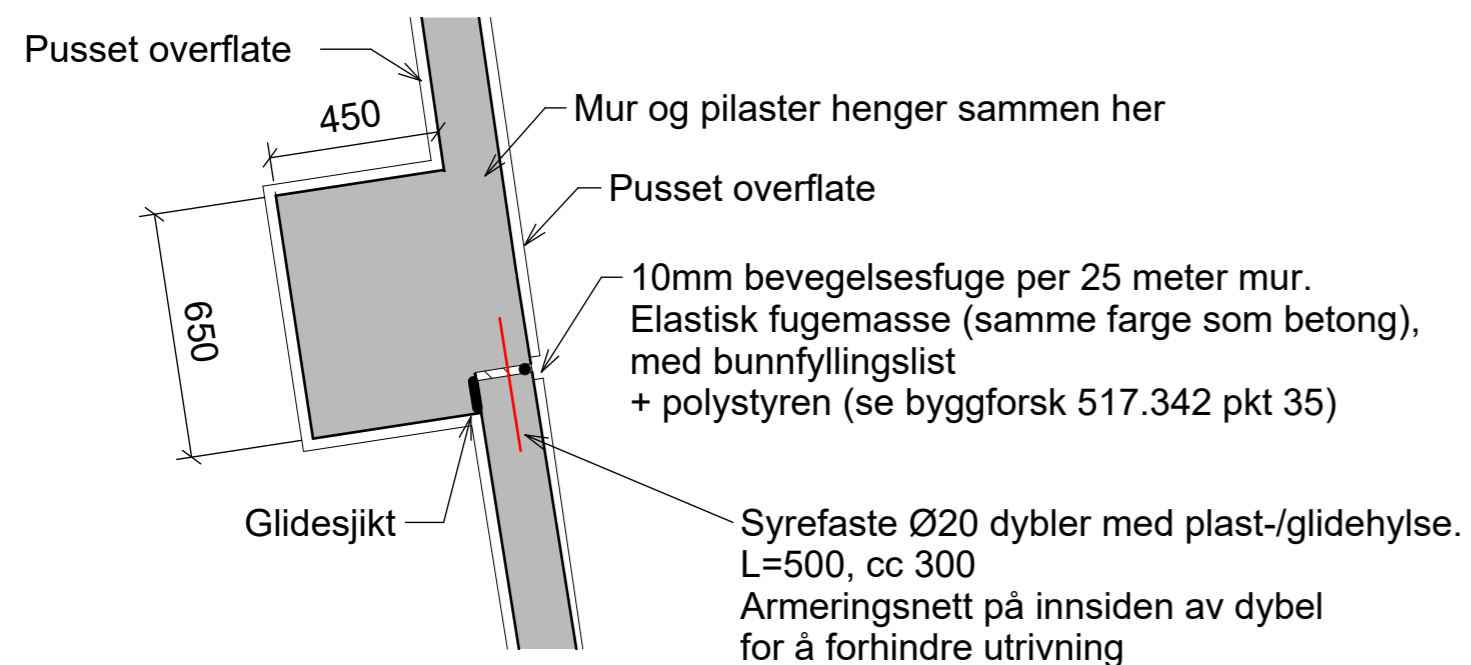 Pusset overflate
450
Mur og pilaster henger sammen her
Pusset overflate
650
10mm bevegelsesfuge per 25 meter mur.
Elastisk fugemasse (samme farge som betong),
med bunnfyllingslist
+ polystyren (se byggforsk 517.342 pkt 35)
Glidesjikt
Syrefaste Ø20 dybler med plast-/glidehylse.
L=500, cc 300
Armeringsnett på innsiden av dybel
for å forhindre utrivning